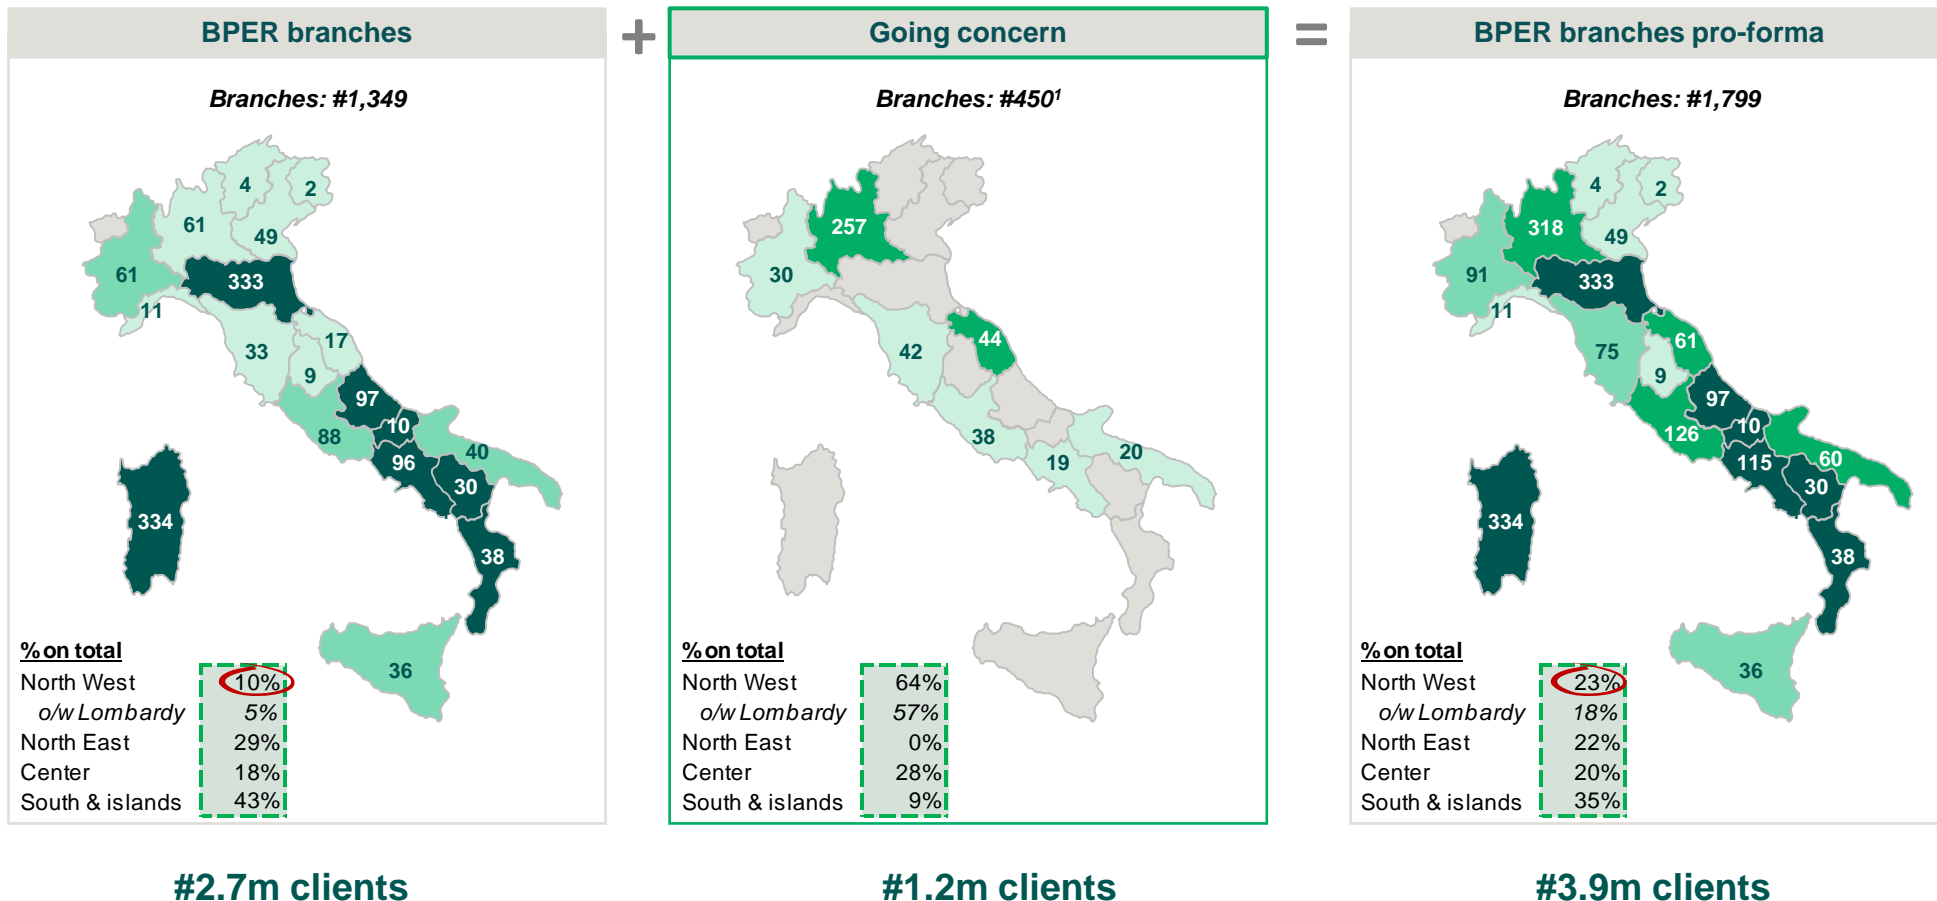 BPER branches
+
Going concern
=
BPER branches pro-forma
Branches: #1,349
4
2
61
49
61
333
11
33
17
9
97
10
88
96
40
30
334
38
36
% on total
North West 10%
o/w Lombardy 5%
North East 29%
Center 18%
South & islands 43%
#2.7m clients
Branches: #450¹
257
30
44
42
38
19
20
% on total
North West 64%
o/w Lombardy 57%
North East 0%
Center 28%
South & islands 9%
#1.2m clients
Branches: #1,799
4
2
318
49
91
333
11
75
61
9
97
10
126
115
60
30
334
38
36
% on total
North West 23%
o/w Lombardy 18%
North East 22%
Center 20%
South & islands 35%
#3.9m clients